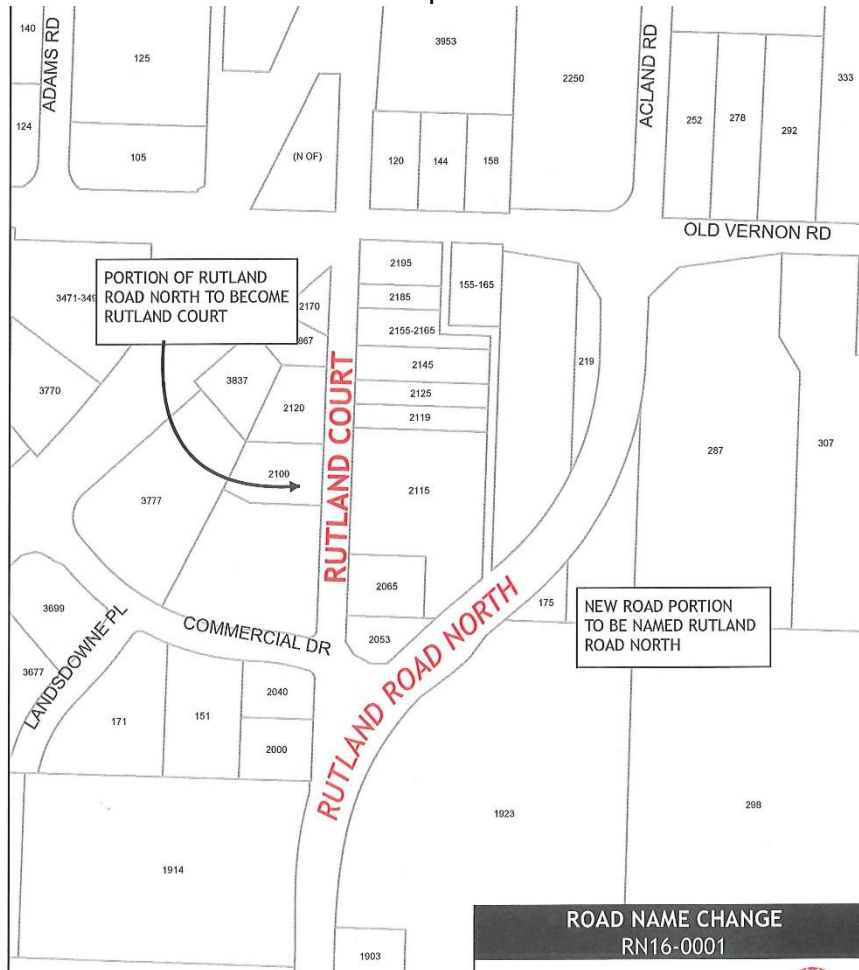 140
ADAMS RD
125
3953
2250
ACLAND RD
333
252
278
292
124
105
(N OF)
120
144
158
OLD VERNON RD
2195
155-165
PORTION OF RUTLAND
ROAD NORTH TO BECOME
RUTLAND COURT
3471-349
2170
2185
867
2155-2165
2145
219
3770
3837
2120
2125
2119
287
307
2100
RUTLAND COURT
2115
3777
2065
3699
175
NEW ROAD PORTION
TO BE NAMED RUTLAND
ROAD NORTH
COMMERCIAL DR
2053
LANDSDOWNE PL
3677
2040
171
151
2000
RUTLAND ROAD NORTH
1923
298
1914
ROAD NAME CHANGE
RN16-0001
1903